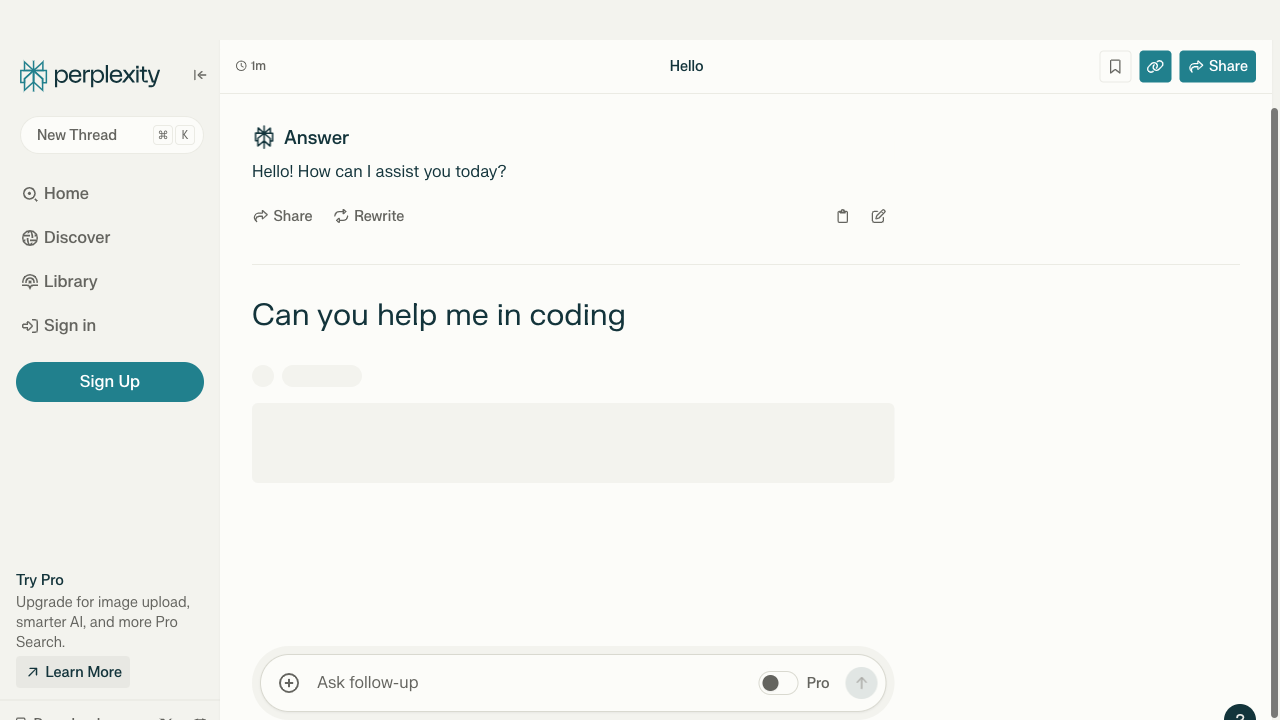 perplexity
New Thread ⌘ K
Home
Discover
Library
Sign in
Sign Up
Try Pro
Upgrade for image upload,
smarter AI, and more Pro
Search.
Learn More
1m
Hello
Share
Answer
Hello! How can I assist you today?
Share Rewrite
Can you help me in coding
Ask follow-up
Pro
?